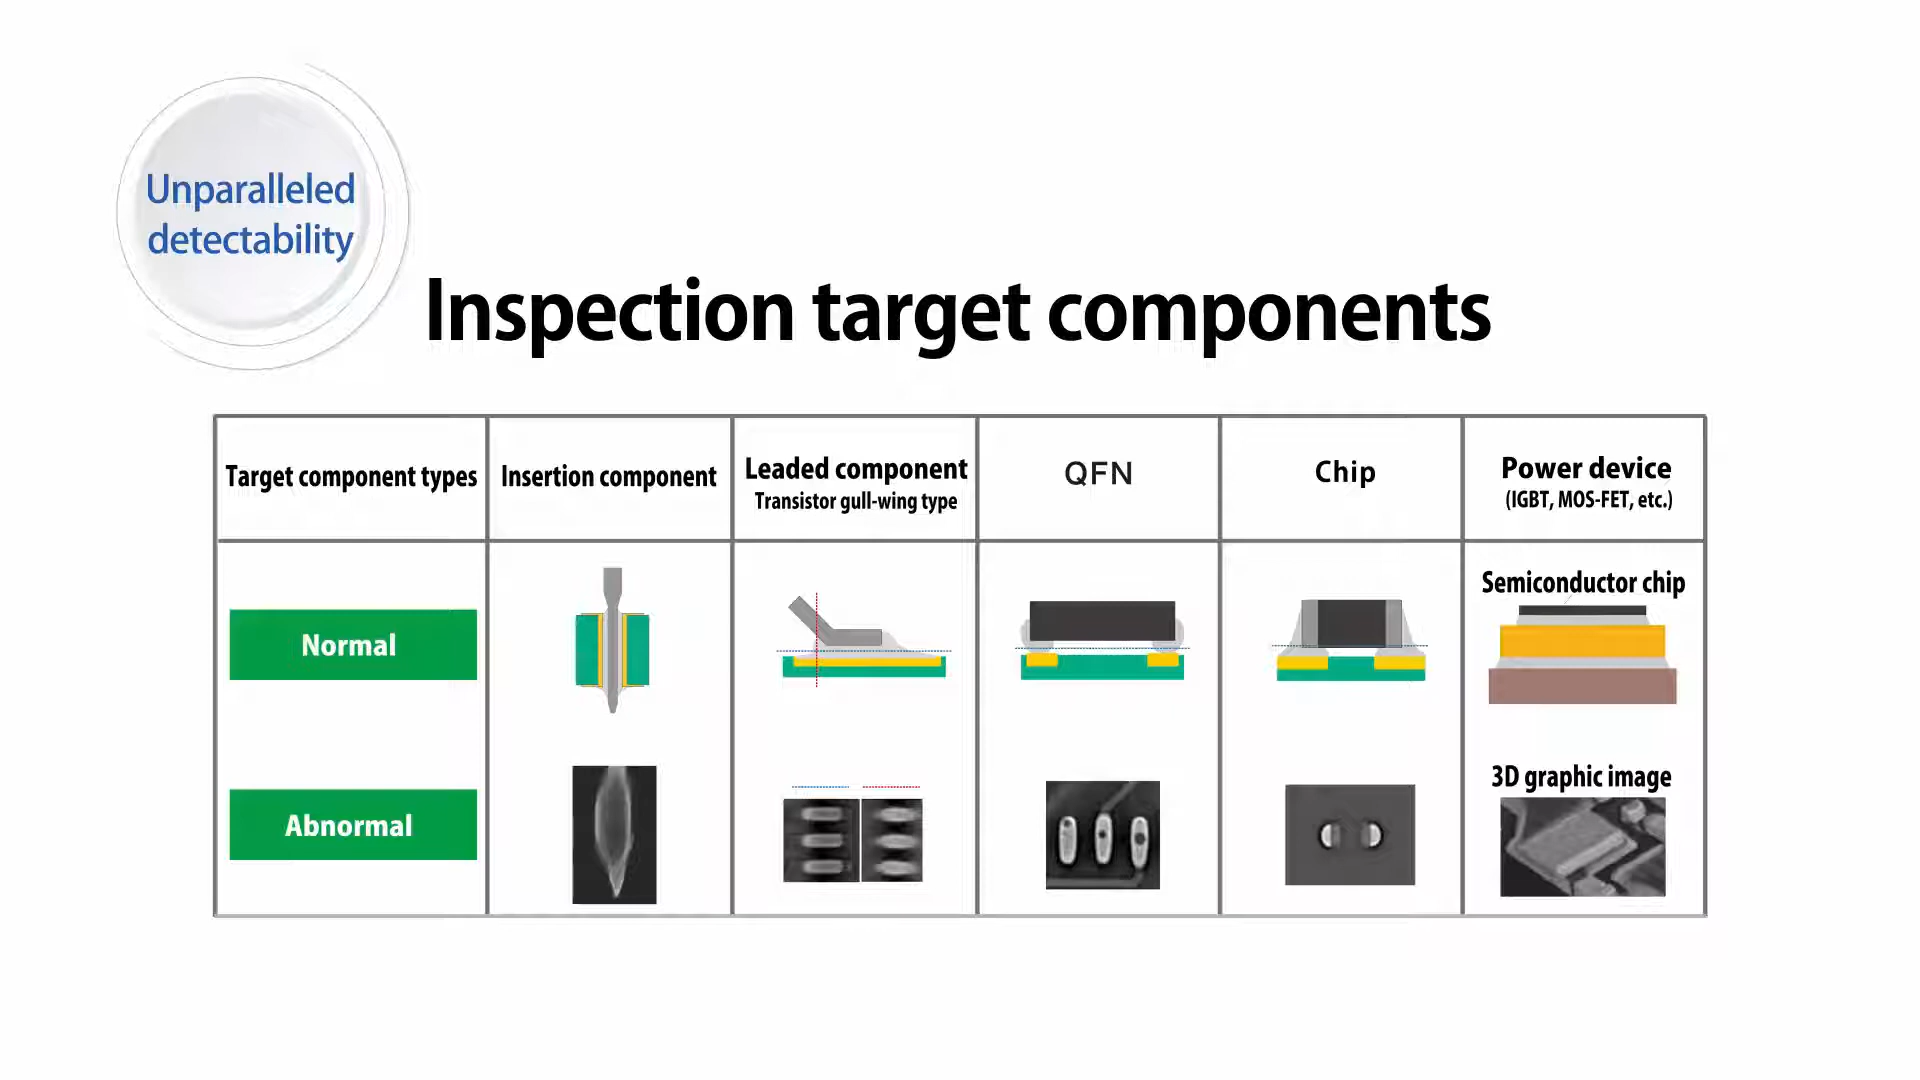 Unparalleled
detectability
Inspection target components
Target component types
Insertion component
Leaded component
Transistor gull-wing type
QFN
Chip
Power device
(IGBT, MOS-FET, etc.)
Normal
Semiconductor chip
Abnormal
3D graphic image